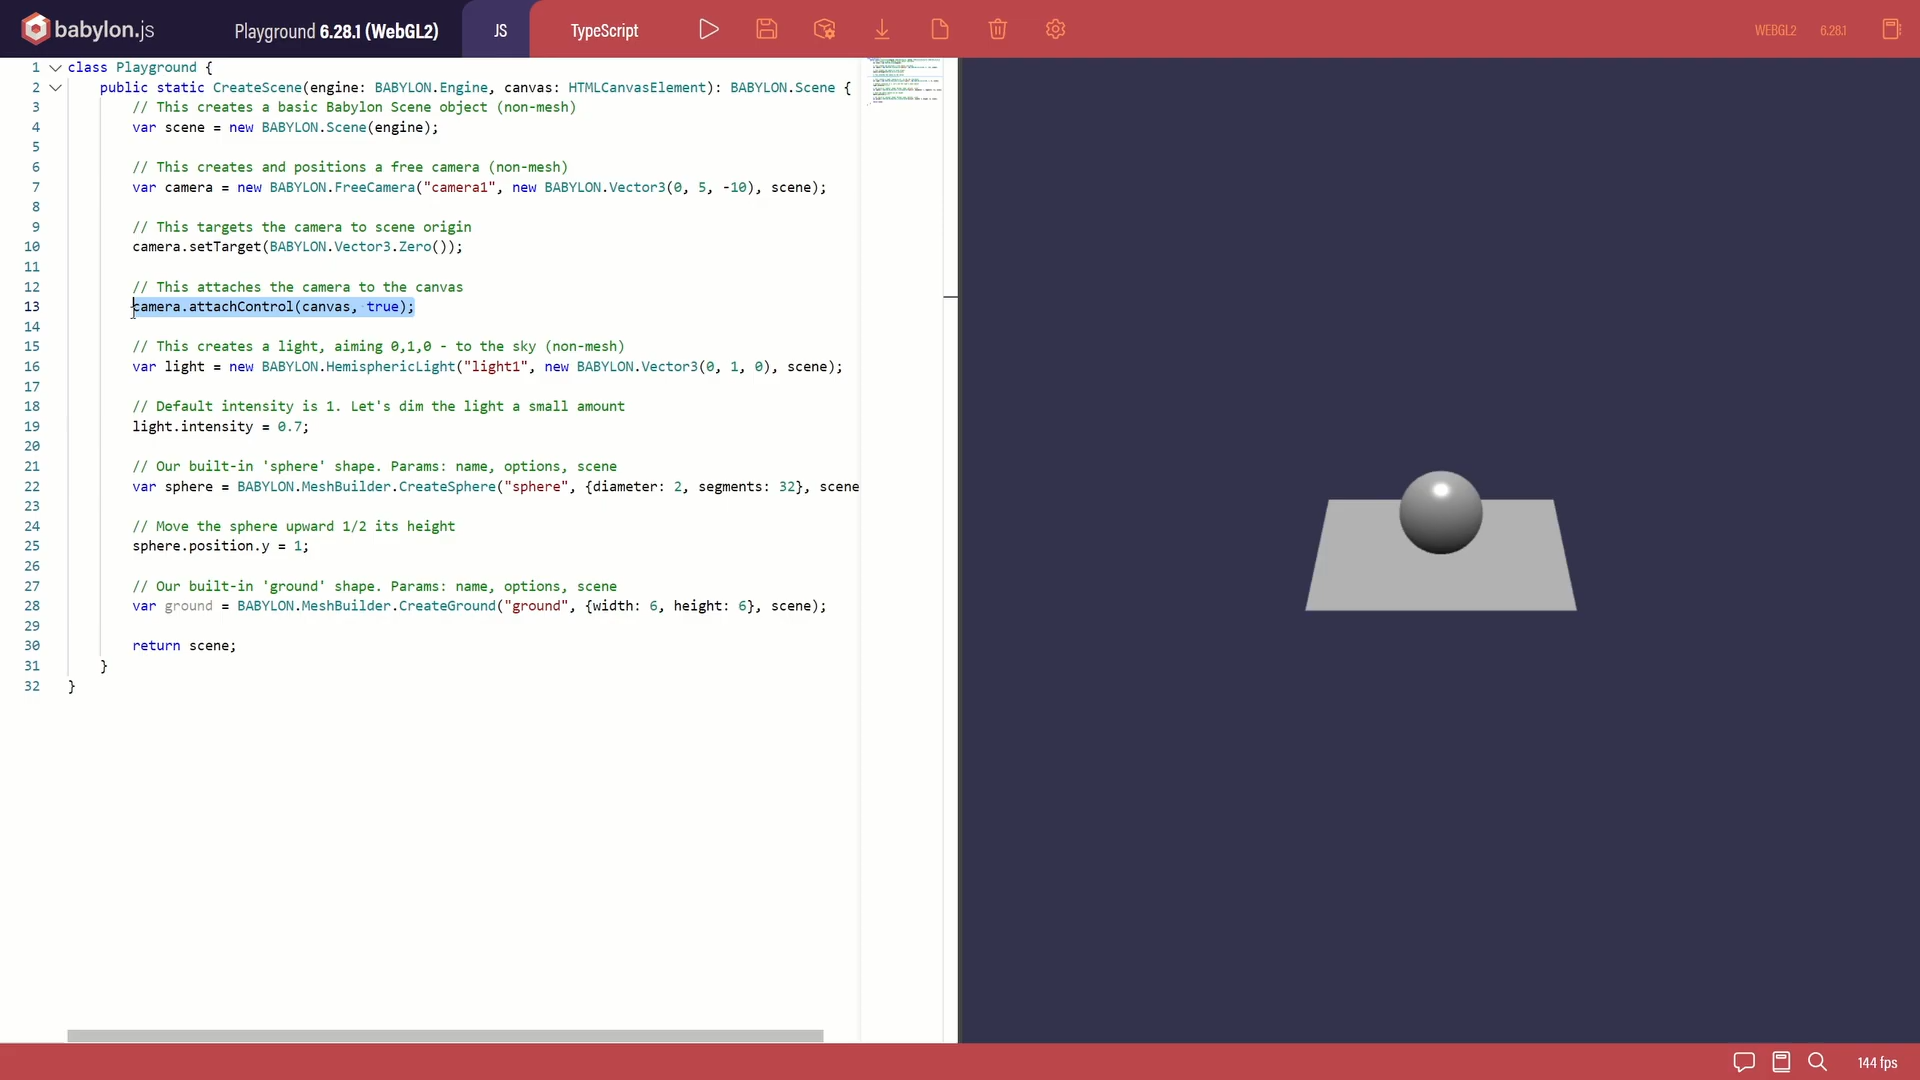 babylon.js Playground 6.28.1 (WebGL2) JS TypeScript WEBGL2 6.28.1
1 class Playground {
2 public static CreateScene(engine: BABYLON.Engine, canvas: HTMLCanvasElement): BABYLON.Scene {
3 // This creates a basic Babylon Scene object (non-mesh)
4 var scene = new BABYLON.Scene(engine);
5
6 // This creates and positions a free camera (non-mesh)
7 var camera = new BABYLON.FreeCamera("camera1", new BABYLON.Vector3(0, 5, -10), scene);
8
9 // This targets the camera to scene origin
10 camera.setTarget(BABYLON.Vector3.Zero());
11
12 // This attaches the camera to the canvas
13 camera.attachControl(canvas, true);
14
15 // This creates a light, aiming 0,1,0 - to the sky (non-mesh)
16 var light = new BABYLON.HemisphericLight("light1", new BABYLON.Vector3(0, 1, 0), scene);
17
18 // Default intensity is 1. Let's dim the light a small amount
19 light.intensity = 0.7;
20
21 // Our built-in 'sphere' shape. Params: name, options, scene
22 var sphere = BABYLON.MeshBuilder.CreateSphere("sphere", {diameter: 2, segments: 32}, scene
23
24 // Move the sphere upward 1/2 its height
25 sphere.position.y = 1;
26
27 // Our built-in 'ground' shape. Params: name, options, scene
28 var ground = BABYLON.MeshBuilder.CreateGround("ground", {width: 6, height: 6}, scene);
29
30 return scene;
31 }
32 }
144 fps